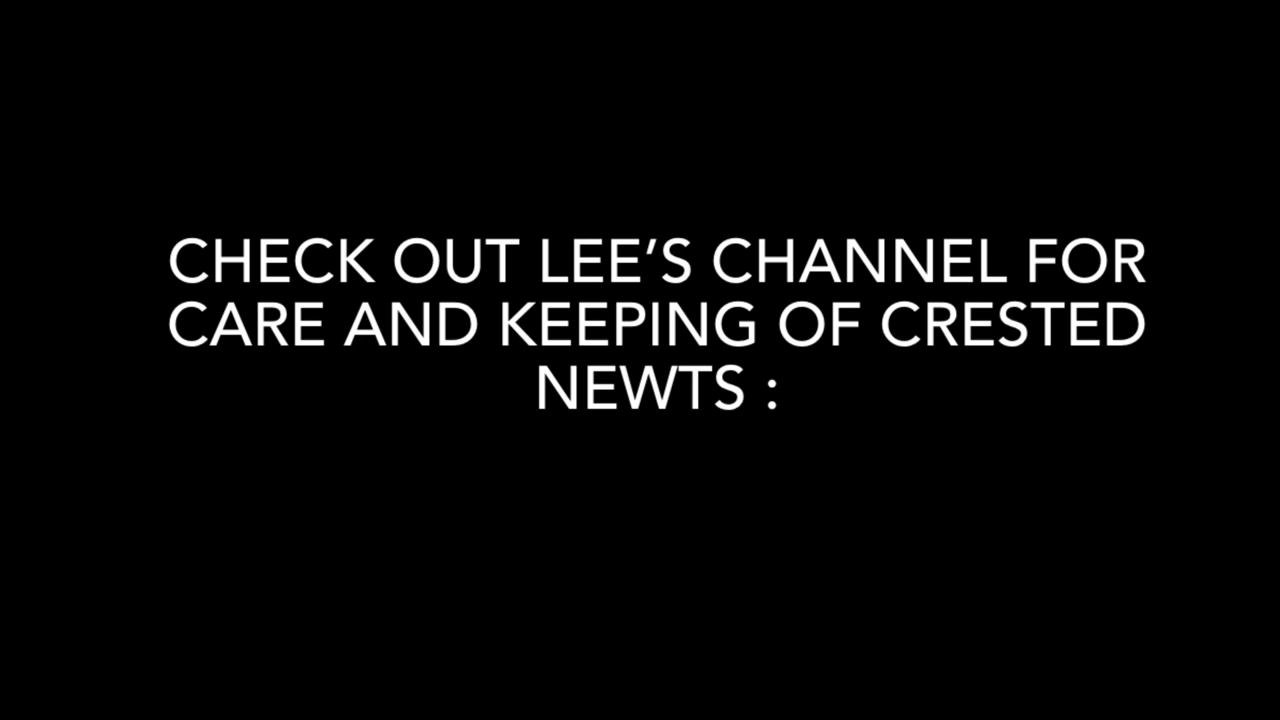 CHECK OUT LEE’S CHANNEL FOR
CARE AND KEEPING OF CRESTED
NEWTS :